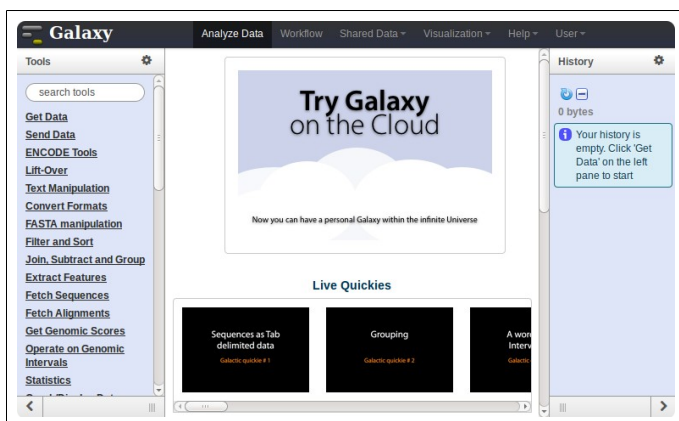 Galaxy
Analyze Data
Workflow
Shared Data
Visualization
Help
User
Tools
search tools
Get Data
Send Data
ENCODE Tools
Lift-Over
Text Manipulation
Convert Formats
FASTA manipulation
Filter and Sort
Join, Subtract and Group
Extract Features
Fetch Sequences
Fetch Alignments
Get Genomic Scores
Operate on Genomic
Intervals
Statistics
Try Galaxy
on the Cloud
Now you can have a personal Galaxy within the infinite Universe
Live Quickies
Sequences as Tab
delimited data
Galactic quickie # 1
Grouping
Galactic quickie # 2
A wor
Interv
Galactic
History
0 bytes
Your history is
empty. Click 'Get
Data' on the left
pane to start